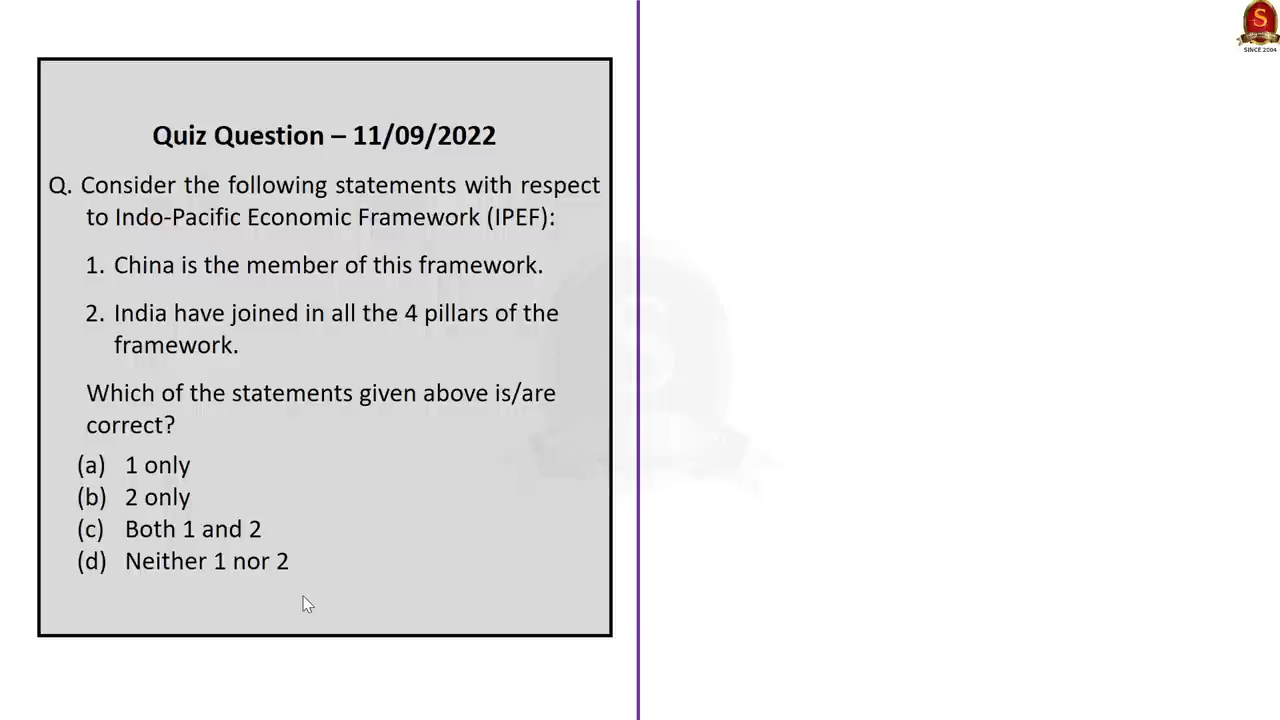 S
SINCE 2004
Quiz Question – 11/09/2022
Q. Consider the following statements with respect
to Indo-Pacific Economic Framework (IPEF):
1. China is the member of this framework.
2. India have joined in all the 4 pillars of the
framework.
Which of the statements given above is/are
correct?
(a) 1 only
(b) 2 only
(c) Both 1 and 2
(d) Neither 1 nor 2